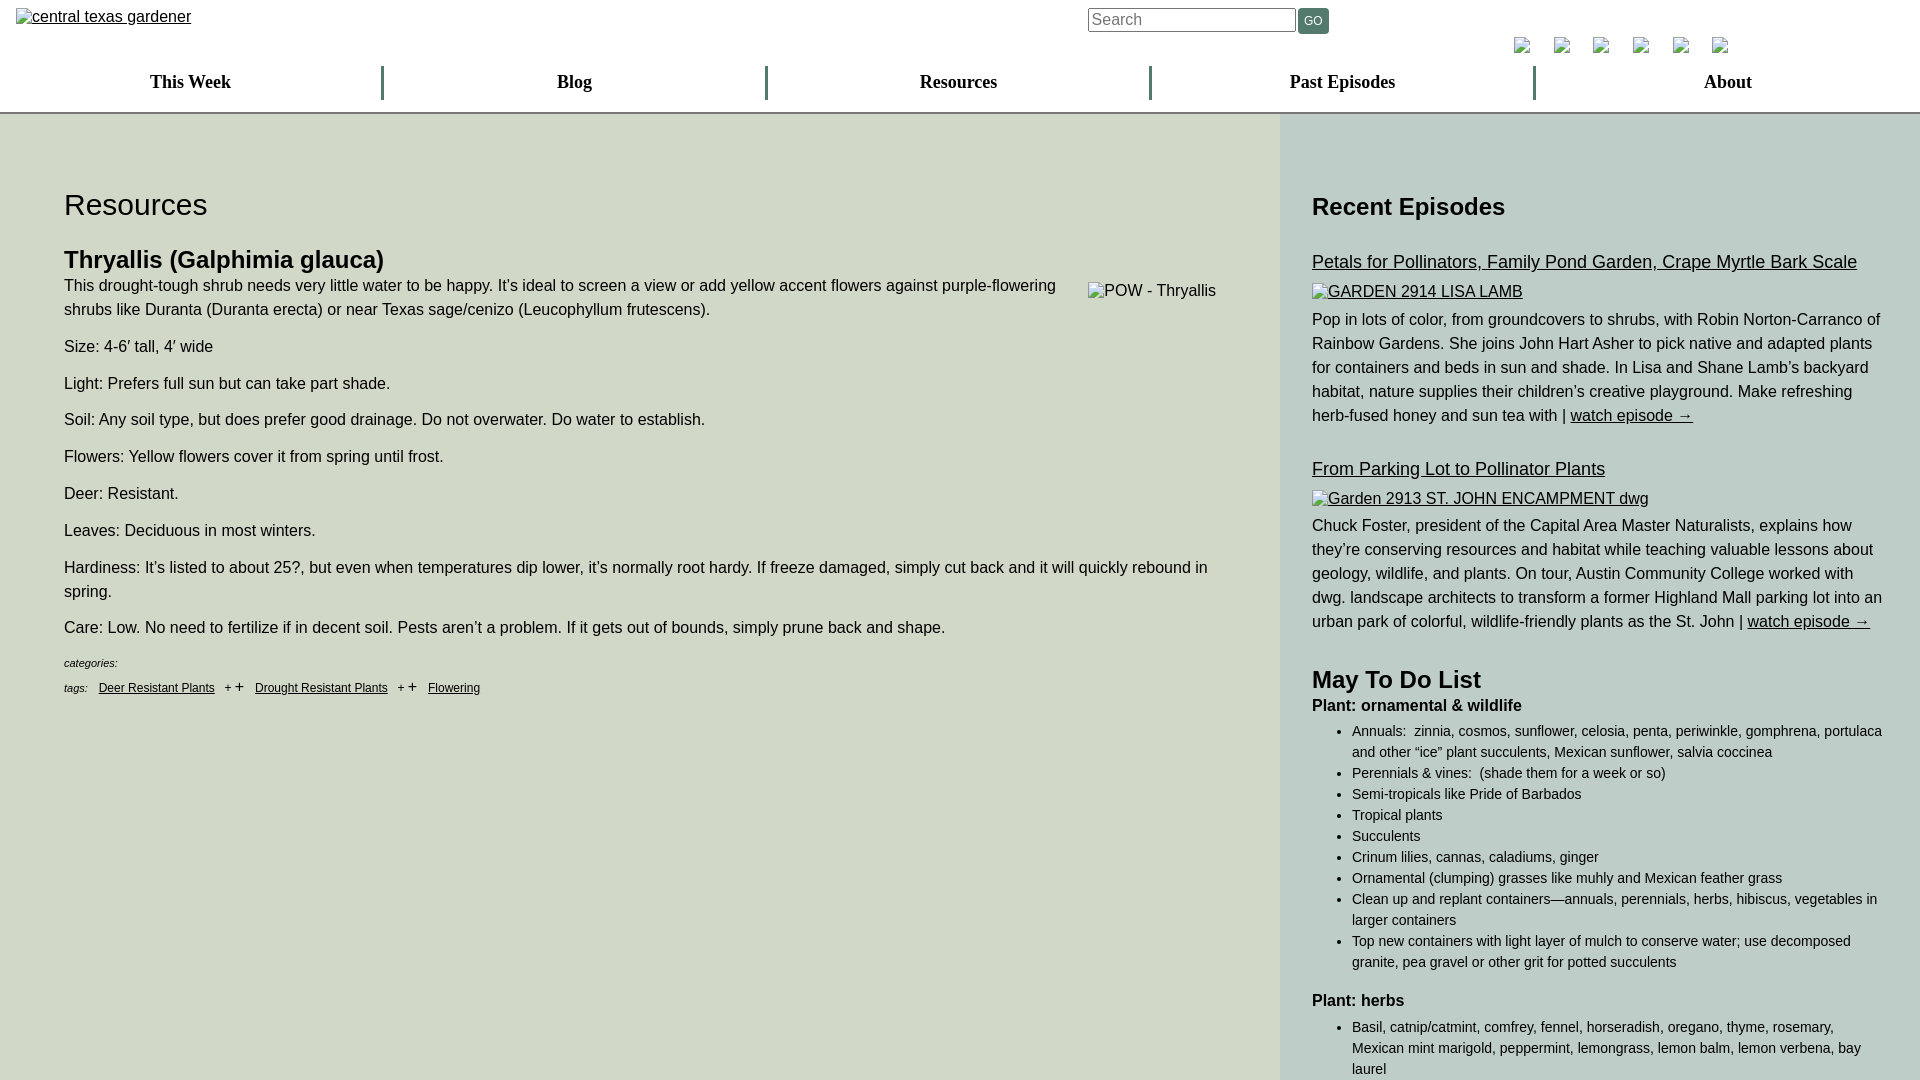 central texas gardener
Search GO
This Week
Blog
Resources
Past Episodes
About
Resources
Thryallis (Galphimia glauca)
This drought-tough shrub needs very little water to be happy. It’s ideal to screen a view or add yellow accent flowers against purple-flowering
shrubs like Duranta (Duranta erecta) or near Texas sage/cenizo (Leucophyllum frutescens).
POW - Thryallis
Size: 4-6′ tall, 4′ wide
Light: Prefers full sun but can take part shade.
Soil: Any soil type, but does prefer good drainage. Do not overwater. Do water to establish.
Flowers: Yellow flowers cover it from spring until frost.
Deer: Resistant.
Leaves: Deciduous in most winters.
Hardiness: It’s listed to about 25?, but even when temperatures dip lower, it’s normally root hardy. If freeze damaged, simply cut back and it will quickly rebound in
spring.
Care: Low. No need to fertilize if in decent soil. Pests aren’t a problem. If it gets out of bounds, simply prune back and shape.
categories:
tags: Deer Resistant Plants + + Drought Resistant Plants + + Flowering
Recent Episodes
Petals for Pollinators, Family Pond Garden, Crape Myrtle Bark Scale
GARDEN 2914 LISA LAMB
Pop in lots of color, from groundcovers to shrubs, with Robin Norton-Carranco of
Rainbow Gardens. She joins John Hart Asher to pick native and adapted plants
for containers and beds in sun and shade. In Lisa and Shane Lamb’s backyard
habitat, nature supplies their children’s creative playground. Make refreshing
herb-fused honey and sun tea with | watch episode →
From Parking Lot to Pollinator Plants
Garden 2913 ST. JOHN ENCAMPMENT dwg
Chuck Foster, president of the Capital Area Master Naturalists, explains how
they’re conserving resources and habitat while teaching valuable lessons about
geology, wildlife, and plants. On tour, Austin Community College worked with
dwg. landscape architects to transform a former Highland Mall parking lot into an
urban park of colorful, wildlife-friendly plants as the St. John | watch episode →
May To Do List
Plant: ornamental & wildlife
• Annuals:  zinnia, cosmos, sunflower, celosia, penta, periwinkle, gomphrena, portulaca
and other “ice” plant succulents, Mexican sunflower, salvia coccinea
• Perennials & vines:  (shade them for a week or so)
• Semi-tropicals like Pride of Barbados
• Tropical plants
• Succulents
• Crinum lilies, cannas, caladiums, ginger
• Ornamental (clumping) grasses like muhly and Mexican feather grass
• Clean up and replant containers—annuals, perennials, herbs, hibiscus, vegetables in
larger containers
• Top new containers with light layer of mulch to conserve water; use decomposed
granite, pea gravel or other grit for potted succulents
Plant: herbs
• Basil, catnip/catmint, comfrey, fennel, horseradish, oregano, thyme, rosemary,
Mexican mint marigold, peppermint, lemongrass, lemon balm, lemon verbena, bay
laurel